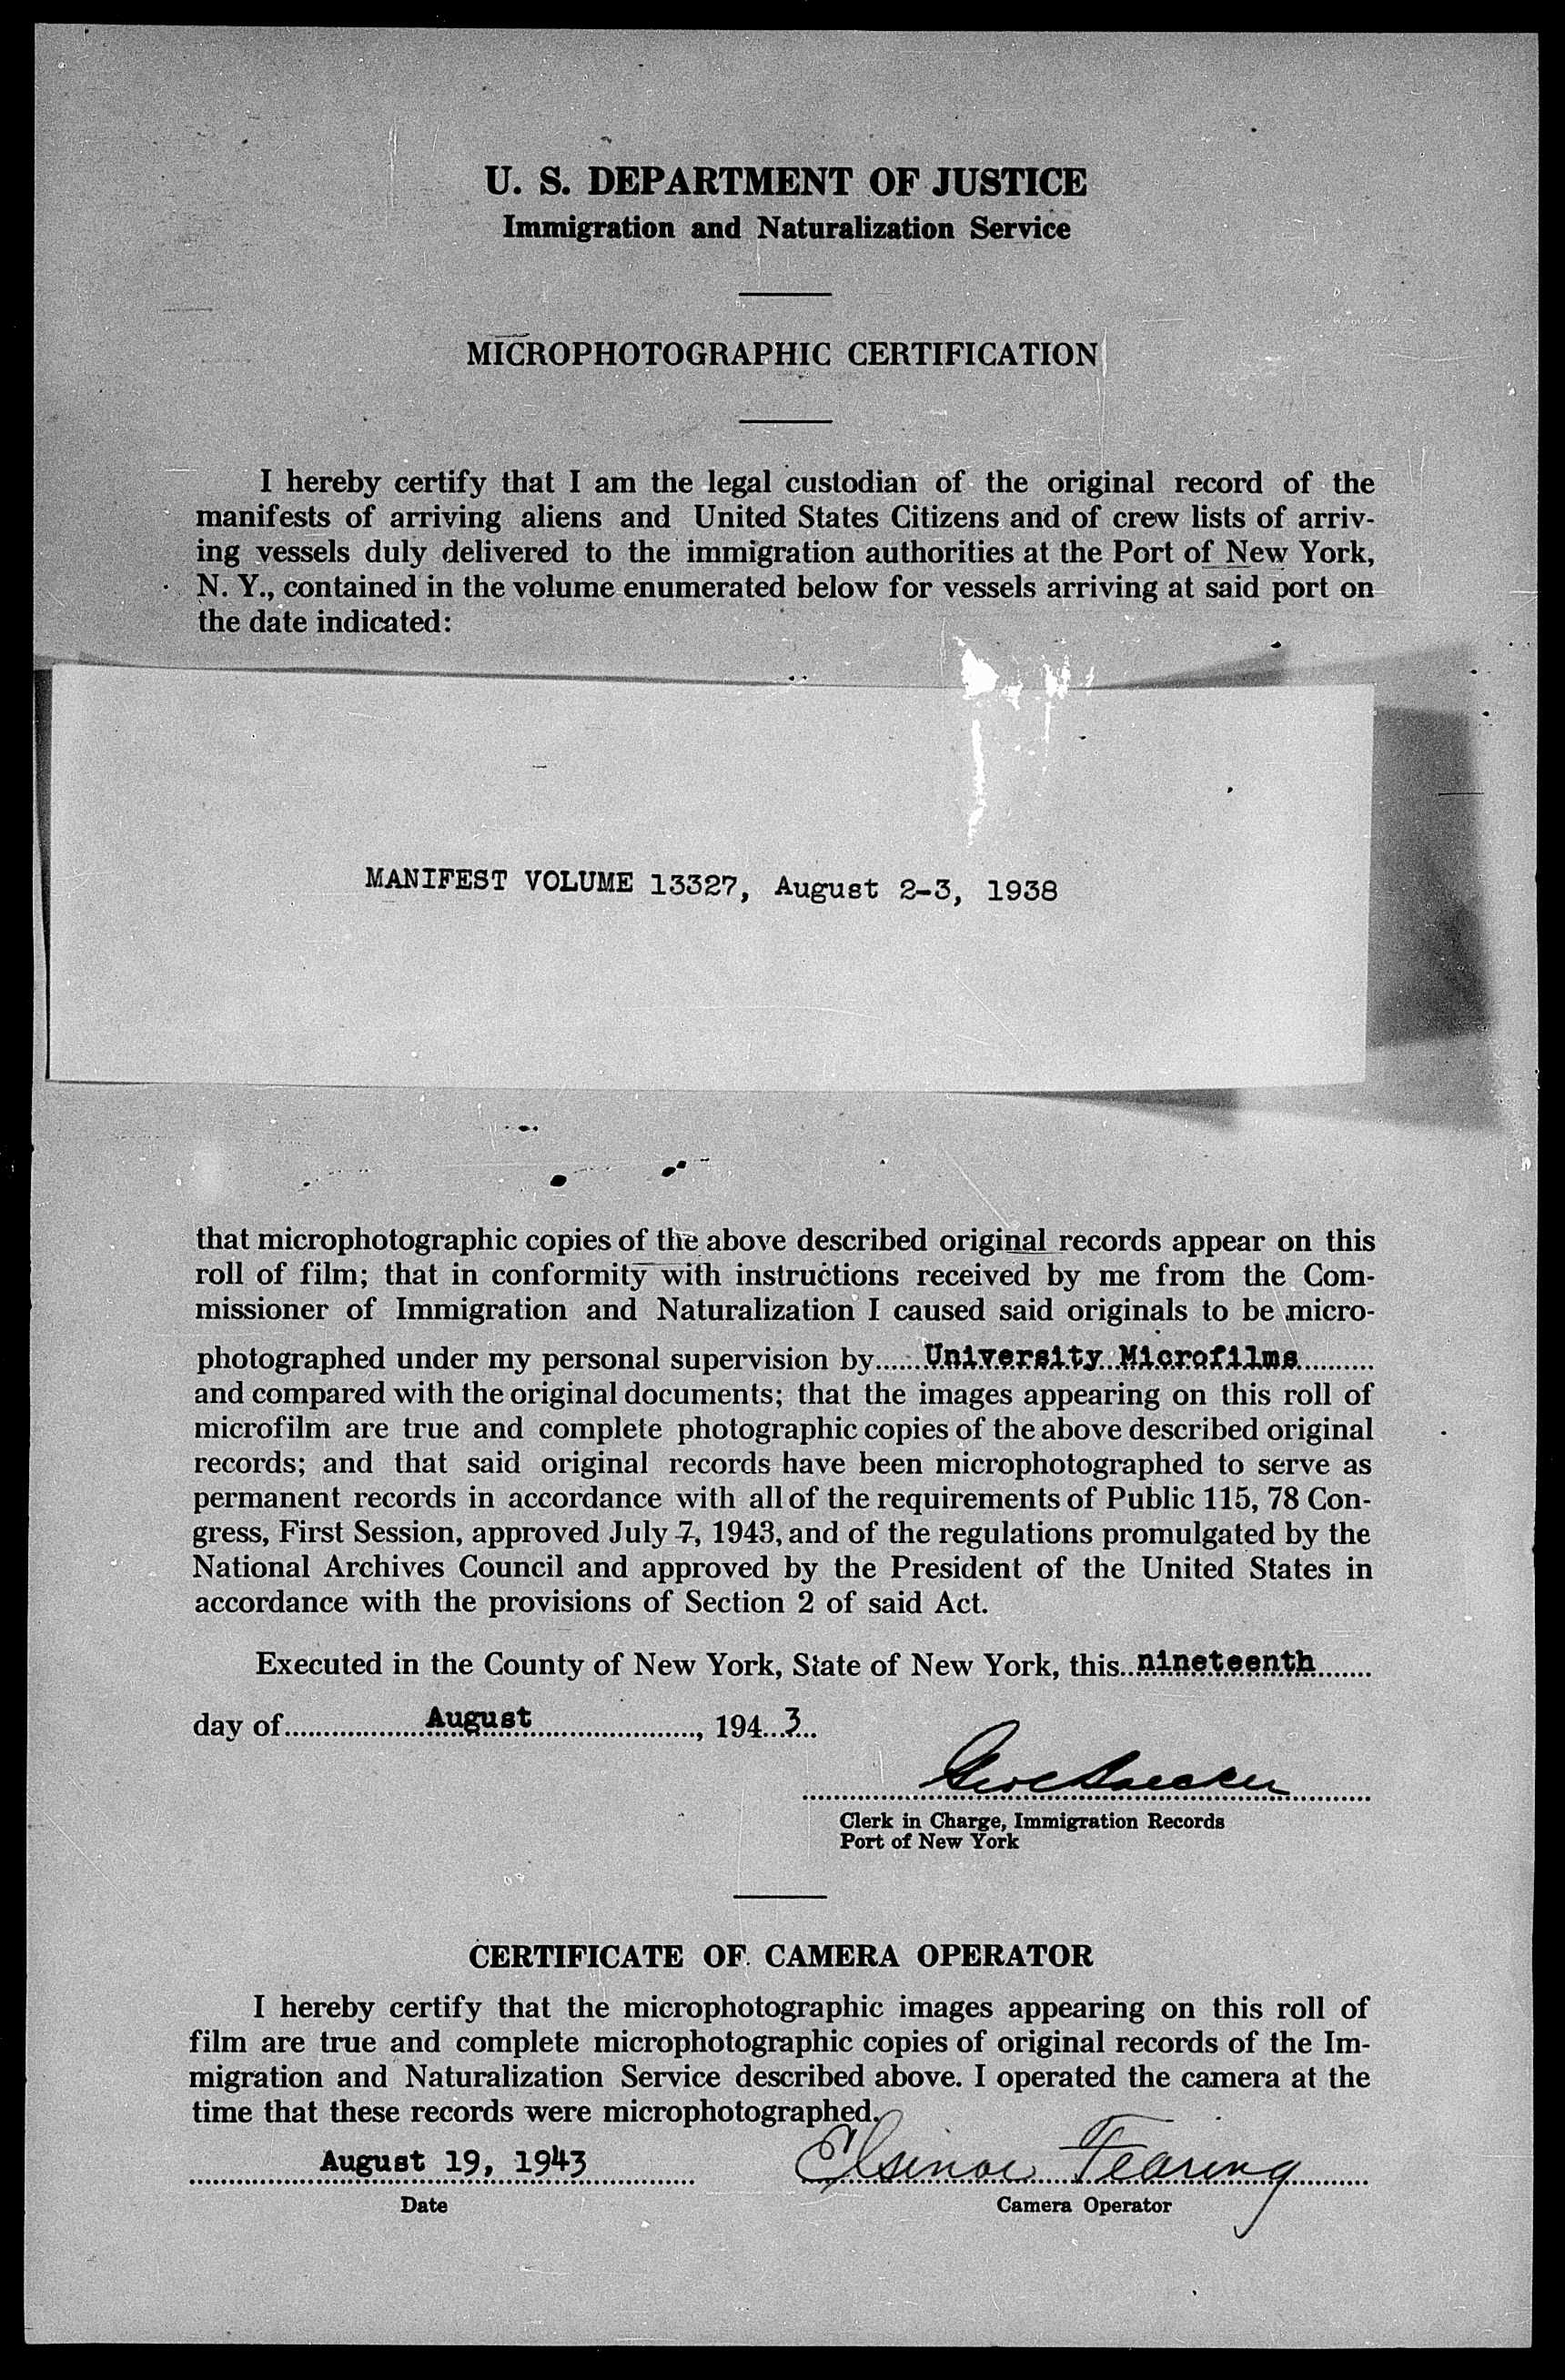 U. S. DEPARTMENT OF JUSTICE
Immigration and Naturalization Service
MICROPHOTOGRAPHIC CERTIFICATION
I hereby certify that I am the legal custodian of the original record of the
manifests of arriving aliens and United States Citizens and of crew lists of arriv-
ing vessels duly delivered to the immigration authorities at the Port of New York,
N. Y., contained in the volume enumerated below for vessels arriving at said port on
the date indicated:
MANIFEST VOLUME 13327, August 2-3, 1938
that microphotographic copies of the above described original records appear on this
roll of film; that in conformity with instructions received by me from the Com-
missioner of Immigration and Naturalization I caused said originals to be micro-
photographed under my personal supervision by......University Microfilms..........
and compared with the original documents; that the images appearing on this roll of
microfilm are true and complete photographic copies of the above described original
records; and that said original records have been microphotographed to serve as
permanent records in accordance with all of the requirements of Public 115, 78 Con-
gress, First Session, approved July 7, 1943, and of the regulations promulgated by the
National Archives Council and approved by the President of the United States in
accordance with the provisions of Section 2 of said Act.
Executed in the County of New York, State of New York, this..nineteenth.......
day of..................August......................, 194...3...
Clerk in Charge, Immigration Records
Port of New York
CERTIFICATE OF CAMERA OPERATOR
I hereby certify that the microphotographic images appearing on this roll of
film are true and complete microphotographic copies of original records of the Im-
migration and Naturalization Service described above. I operated the camera at the
time that these records were microphotographed.
August 19, 1943 Elsinoe Fearing
Date Camera Operator